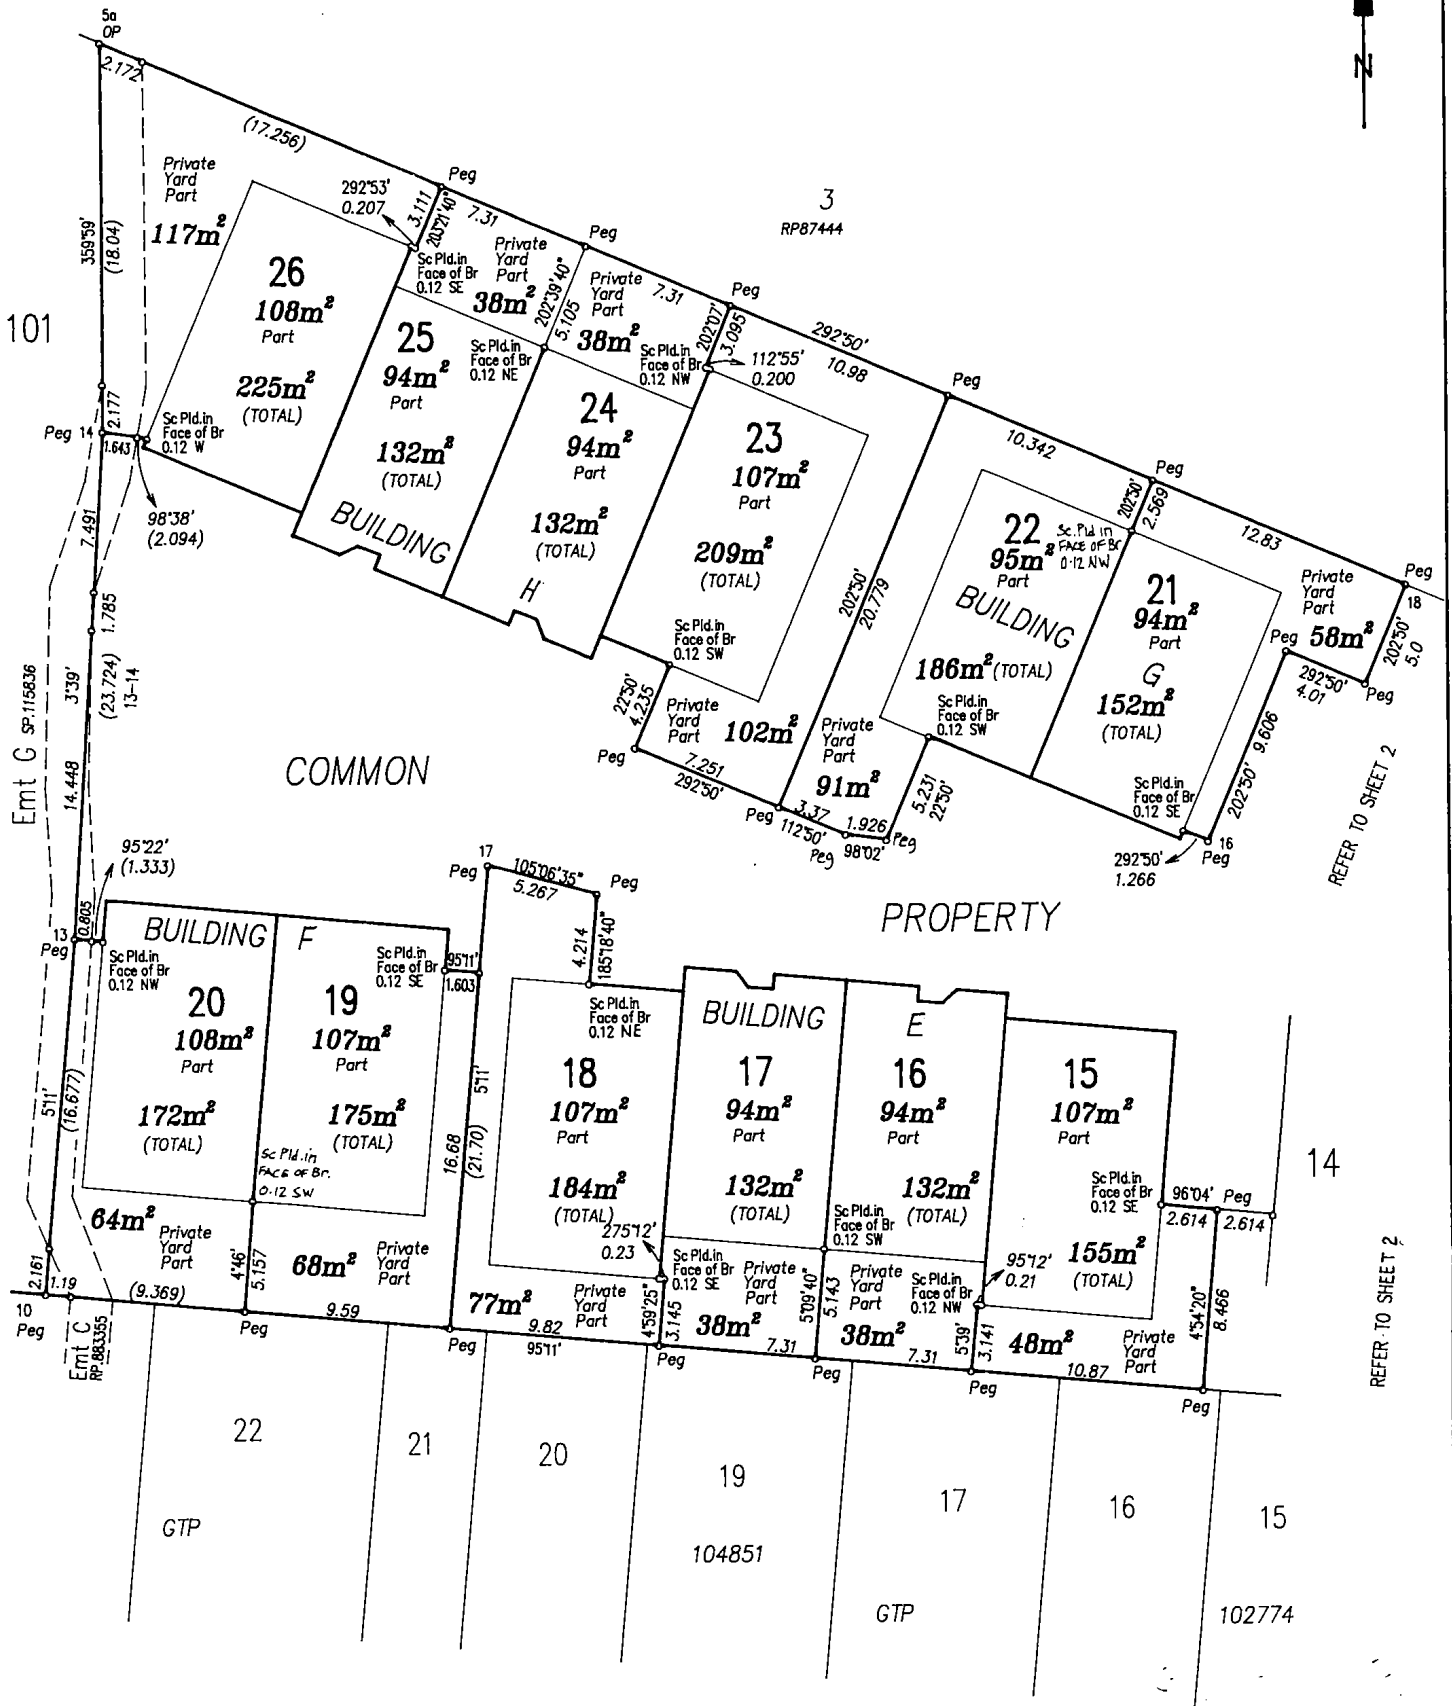 5a
OP
N
2.172
(17.256)
Peg
3
RP87444
Private
Yard
Part
117m²
359°59'
(18.04)
292°53'
0.207
3.111
203°21'40"
7.31
Peg
Sc Pld.in
Face of Br
0.12 SE
Private
Yard
Part
38m²
202°39'40"
5.105
Private
Yard
Part
38m²
7.31
Peg
202°07'
3.095
292°50'
10.98
Peg
101
26
108m²
Part
225m²
(TOTAL)
25
94m²
Part
132m²
(TOTAL)
Sc Pld.in
Face of Br
0.12 NE
Sc Pld.in
Face of Br
0.12 NW
112°55'
0.200
24
94m²
Part
132m²
(TOTAL)
23
107m²
Part
209m²
(TOTAL)
10.342
Peg
2.177
Peg 14
1.643
Sc Pld.in
Face of Br
0.12 W
98°38'
(2.094)
7.491
BUILDING
H
202°50'
20.779
202°50'
2.569
12.83
22
95m²
Part
Sc.Pld in
FACE OF Br
0·12 NW
BUILDING
186m² (TOTAL)
21
94m²
Part
G
152m²
(TOTAL)
Private
Yard
Part
58m²
Peg
18
202°50'
5.0
Peg
292°50'
4.01
Peg
1.785
3°39'
(23.724)
13-14
Emt G SP.115836
14.448
Sc Pld.in
Face of Br
0.12 SW
22°50'
4.235
Peg
Private
Yard
Part
102m²
7.251
292°50'
Private
Yard
Part
91m²
Sc Pld.in
Face of Br
0.12 SW
5.231
22°50'
3.37
Peg
112°50'
1.926
Peg
98°02'
Peg
Sc Pld.in
Face of Br
0.12 SE
202°50'
9.606
16
Peg
292°50'
1.266
REFER TO SHEET 2
COMMON
PROPERTY
95°22'
(1.333)
0.805
13
Peg
17
Peg
105°06'35"
5.267
Peg
4.214
185°18'40"
BUILDING
F
Sc Pld.in
Face of Br
0.12 NW
Sc Pld.in
Face of Br
0.12 SE
95°11'
1.603
20
108m²
Part
172m²
(TOTAL)
19
107m²
Part
175m²
(TOTAL)
Sc Pld.in
FACE OF Br.
0·12 SW
5°11'
(16.677)
5°11'
16.68
(21.70)
Sc Pld.in
Face of Br
0.12 NE
BUILDING
E
18
107m²
Part
184m²
(TOTAL)
17
94m²
Part
132m²
(TOTAL)
16
94m²
Part
132m²
(TOTAL)
15
107m²
Part
155m²
(TOTAL)
14
Sc Pld.in
Face of Br
0.12 SE
96°04'
Peg
2.614
2.614
64m²
Private
Yard
Part
4°46'
5.157
68m²
Private
Yard
Part
275°12'
0.23
Sc Pld.in
Face of Br
0.12 SE
Sc Pld.in
Face of Br
0.12 SW
Sc Pld.in
Face of Br
0.12 NW
95°12'
0.21
77m²
Private
Yard
Part
4°59'25"
3.145
Private
Yard
Part
38m²
5°09'40"
5.143
Private
Yard
Part
38m²
5°39'
3.141
48m²
Private
Yard
Part
4°54'20"
8.466
REFER TO SHEET 2
2.161
1.19
(9.369)
10
Peg
Peg
9.59
Peg
9.82
95°11'
Peg
7.31
Peg
7.31
Peg
10.87
Peg
Emt C
RP.883355
22
21
20
19
17
16
15
GTP
104851
GTP
102774